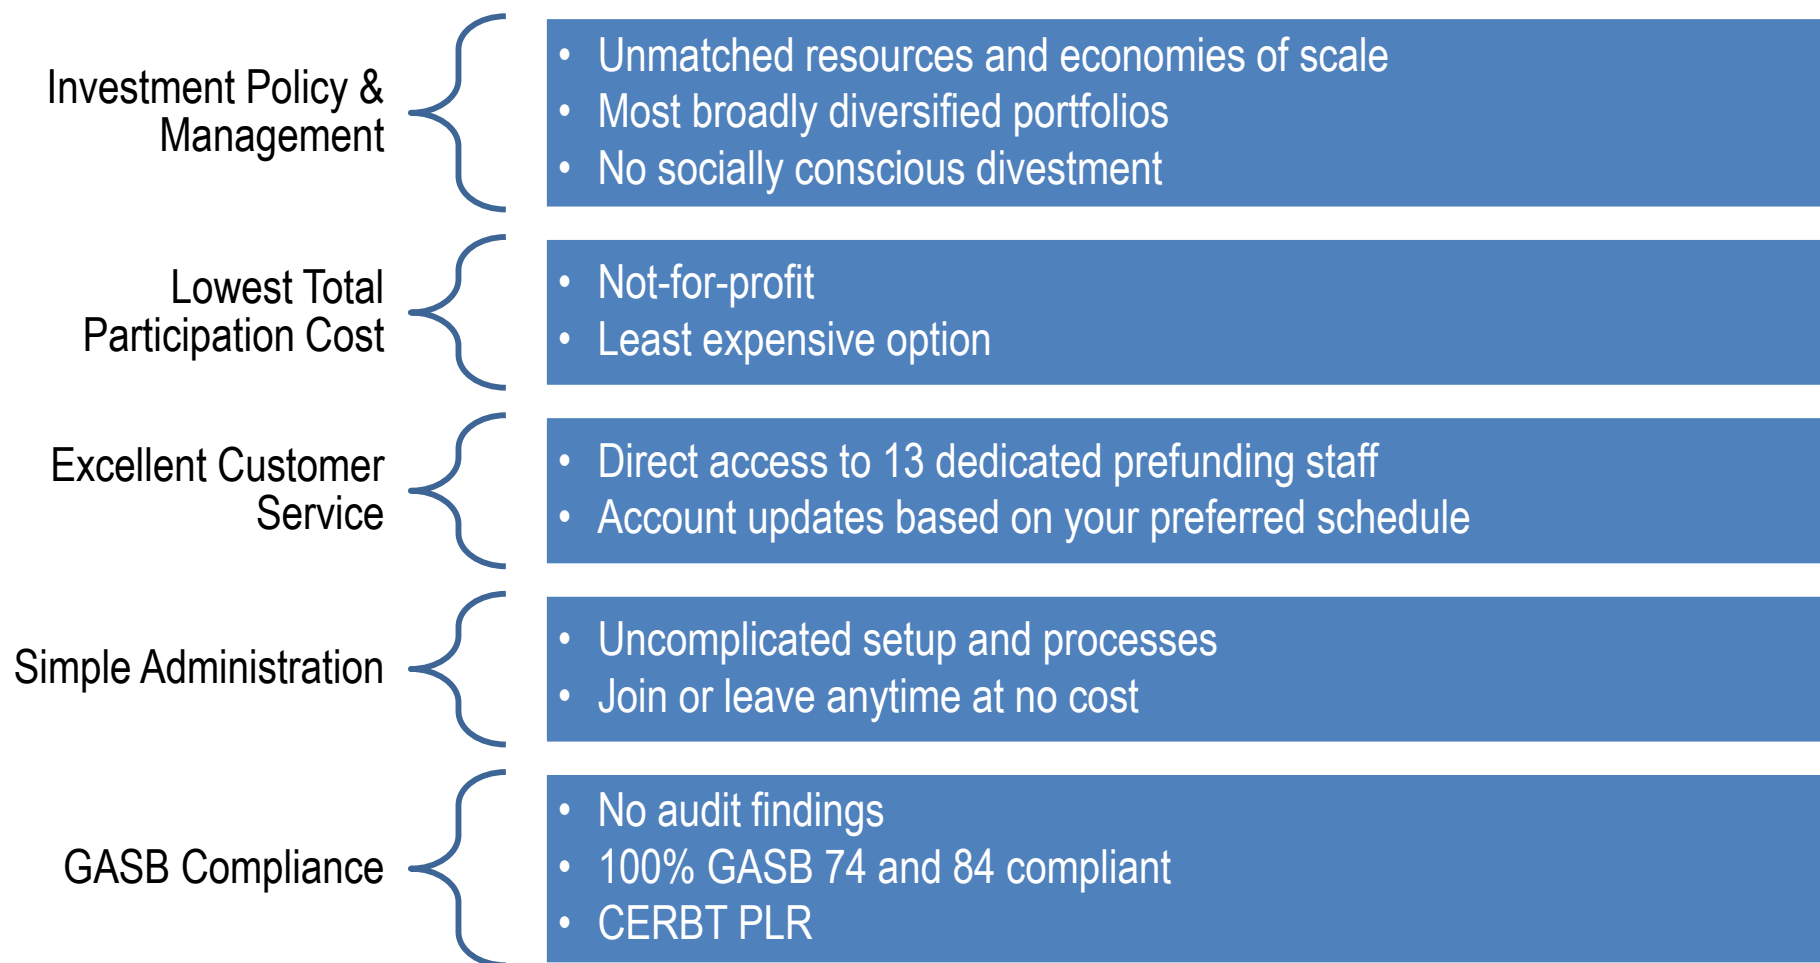 Investment Policy &
Management
• Unmatched resources and economies of scale
• Most broadly diversified portfolios
• No socially conscious divestment
Lowest Total
Participation Cost
• Not-for-profit
• Least expensive option
Excellent Customer
Service
• Direct access to 13 dedicated prefunding staff
• Account updates based on your preferred schedule
Simple Administration
• Uncomplicated setup and processes
• Join or leave anytime at no cost
GASB Compliance
• No audit findings
• 100% GASB 74 and 84 compliant
• CERBT PLR